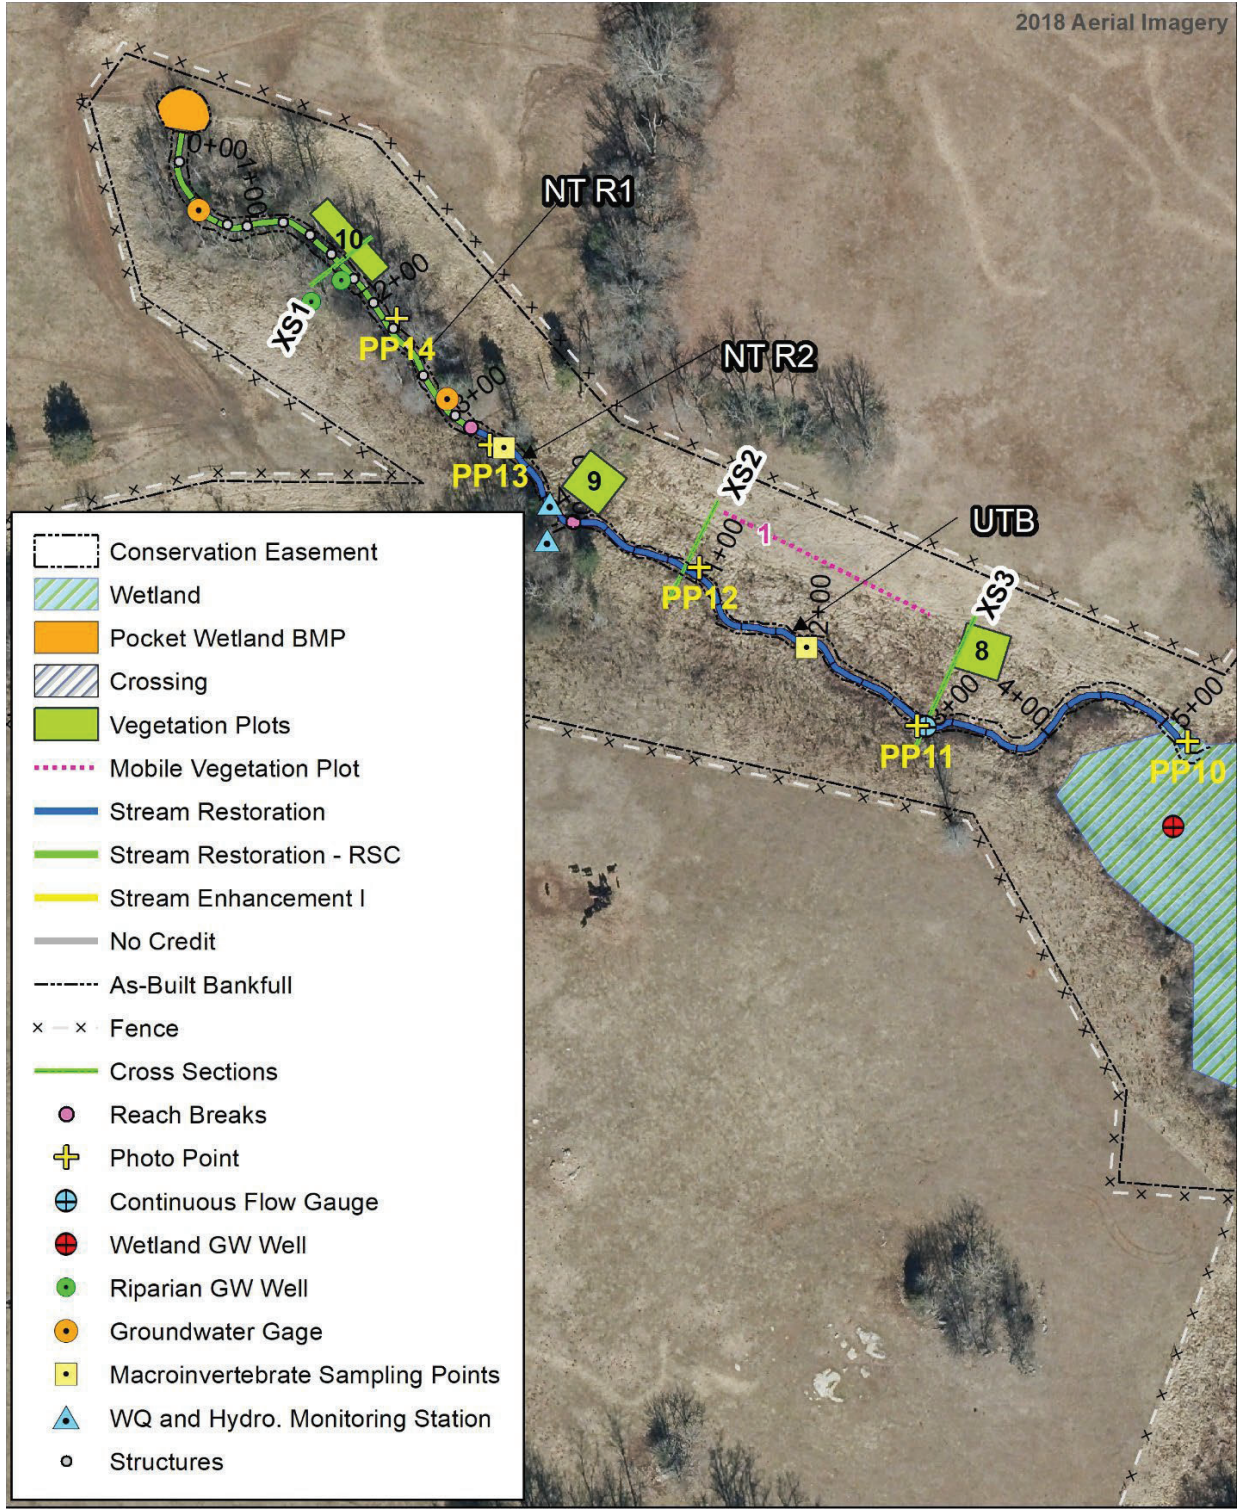 2018 Aerial Imagery
0+00
1+00
NT R1
10
2+00
XS1
PP14
NT R2
3+00
PP13
9
XS2
UTB
1
1+00
XS3
PP12
2+00
8
3+00
4+00
5+00
PP11
PP10
Conservation Easement
Wetland
Pocket Wetland BMP
Crossing
Vegetation Plots
Mobile Vegetation Plot
Stream Restoration
Stream Restoration - RSC
Stream Enhancement I
No Credit
As-Built Bankfull
Fence
Cross Sections
Reach Breaks
Photo Point
Continuous Flow Gauge
Wetland GW Well
Riparian GW Well
Groundwater Gage
Macroinvertebrate Sampling Points
WQ and Hydro. Monitoring Station
Structures